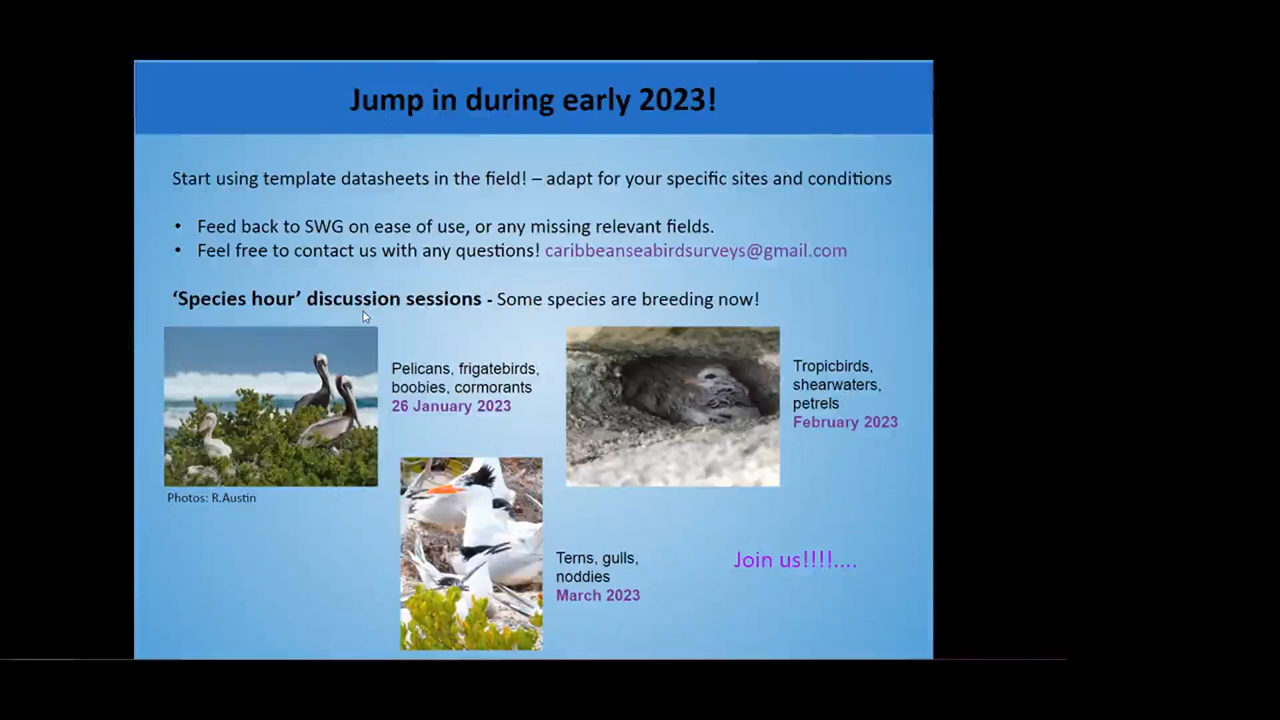 Jump in during early 2023!
Start using template datasheets in the field! – adapt for your specific sites and conditions
• Feed back to SWG on ease of use, or any missing relevant fields.
• Feel free to contact us with any questions! caribbeanseabirdsurveys@gmail.com
‘Species hour’ discussion sessions - Some species are breeding now!
Pelicans, frigatebirds,
boobies, cormorants
26 January 2023
Tropicbirds,
shearwaters,
petrels
February 2023
Photos: R.Austin
Terns, gulls,
noddies
March 2023
Join us!!!!....